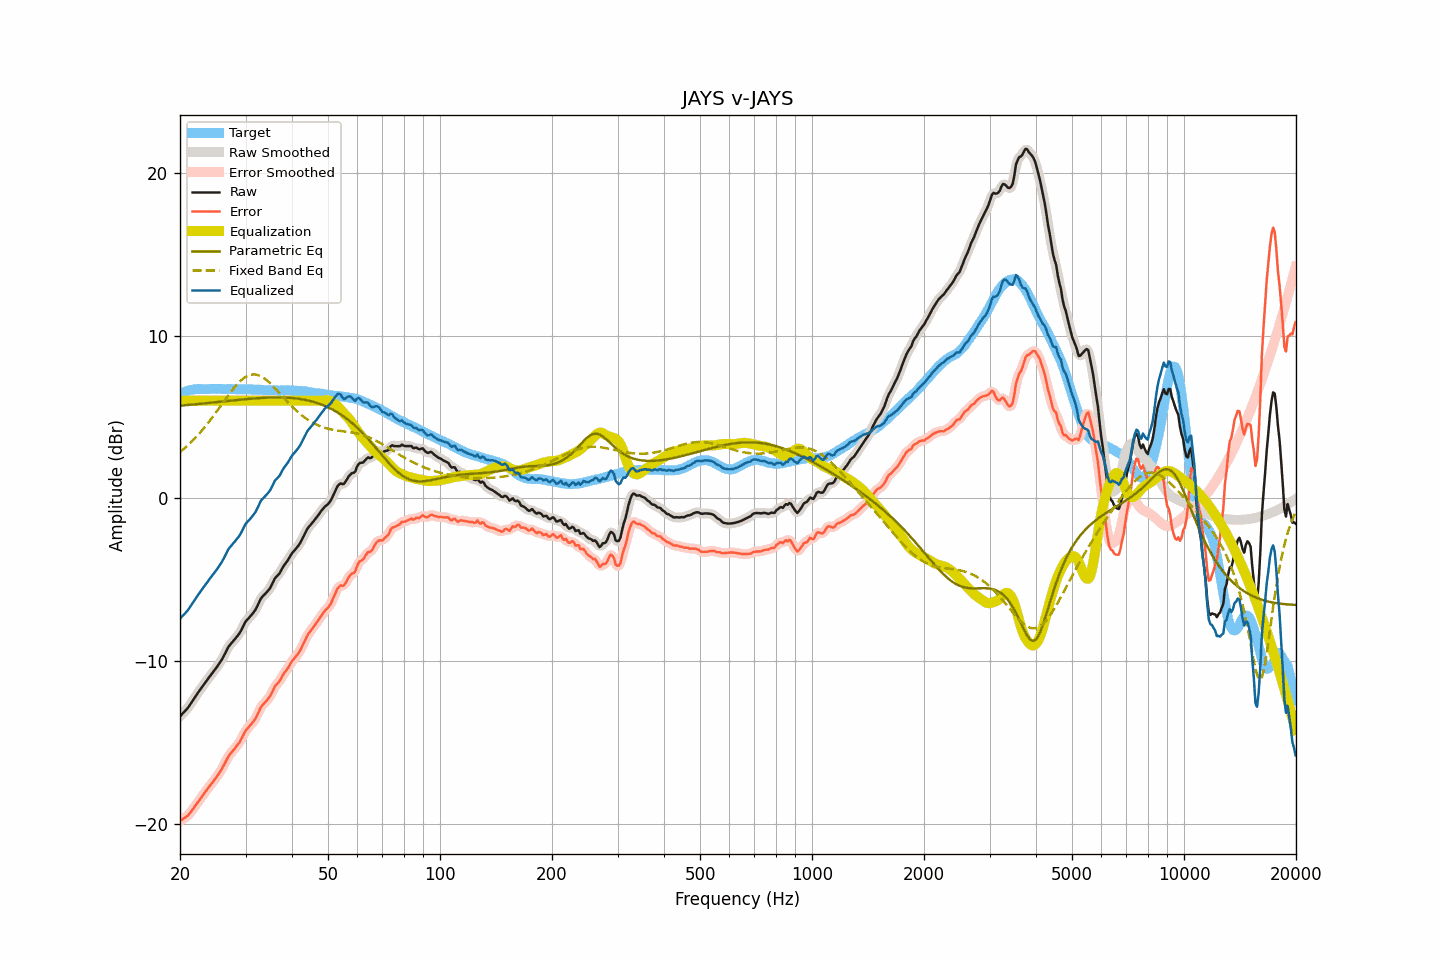 JAYS v-JAYS
Target
Raw Smoothed
Error Smoothed
Raw
Error
Equalization
Parametric Eq
Fixed Band Eq
Equalized
Amplitude (dBr)
20
10
0
−10
−20
20 50 100 200 500 1000 2000 5000 10000 20000
Frequency (Hz)